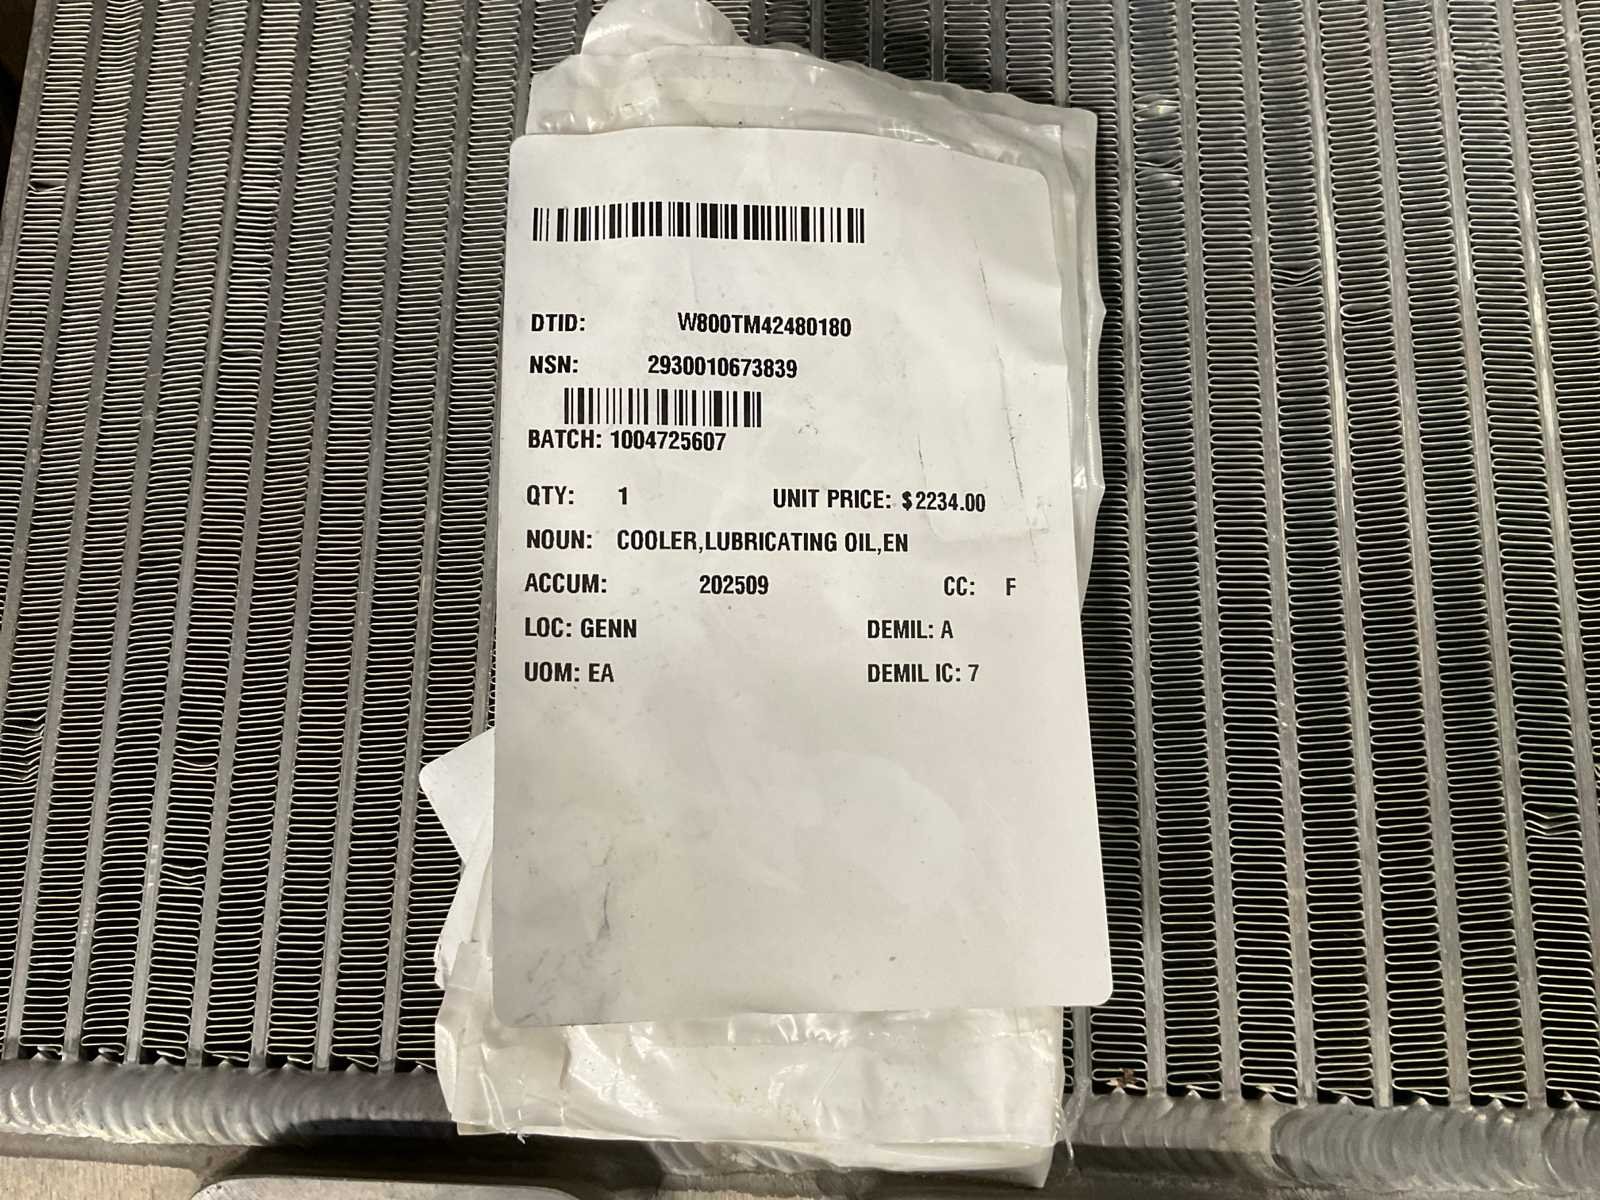 DTID: W800TM42480180
NSN: 2930010673839
BATCH: 1004725607
QTY: 1 UNIT PRICE: $2234.00
NOUN: COOLER,LUBRICATING OIL,EN
ACCUM: 202509 CC: F
LOC: GENN DEMIL: A
UOM: EA DEMIL IC: 7